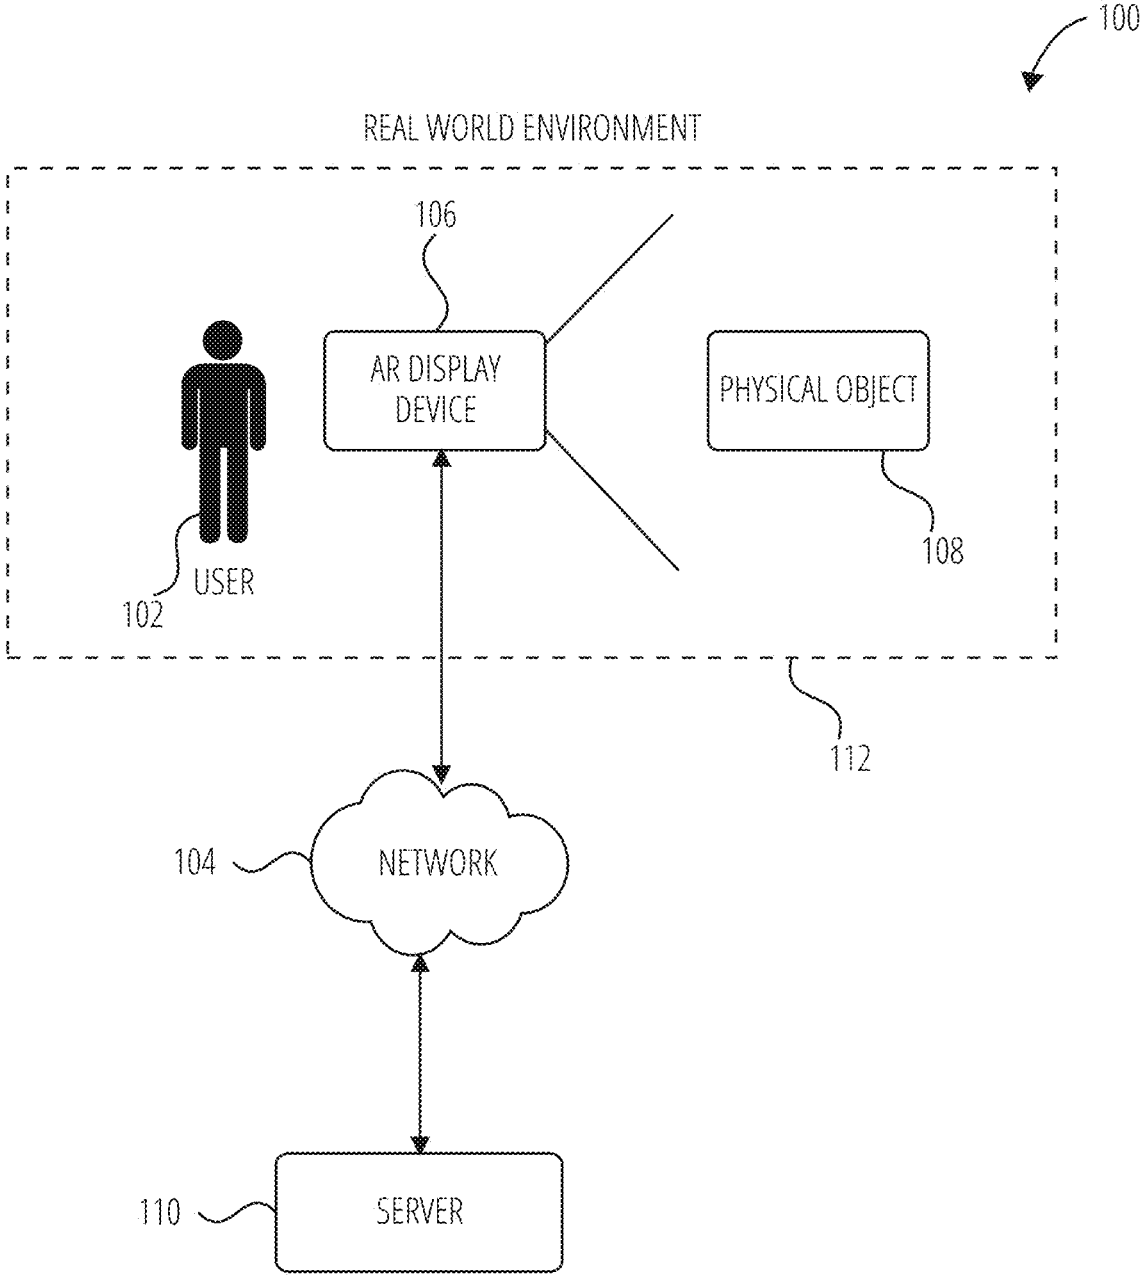 100
REAL WORLD ENVIRONMENT
106
AR DISPLAY
DEVICE
PHYSICAL OBJECT
108
USER
102
112
104
NETWORK
110
SERVER